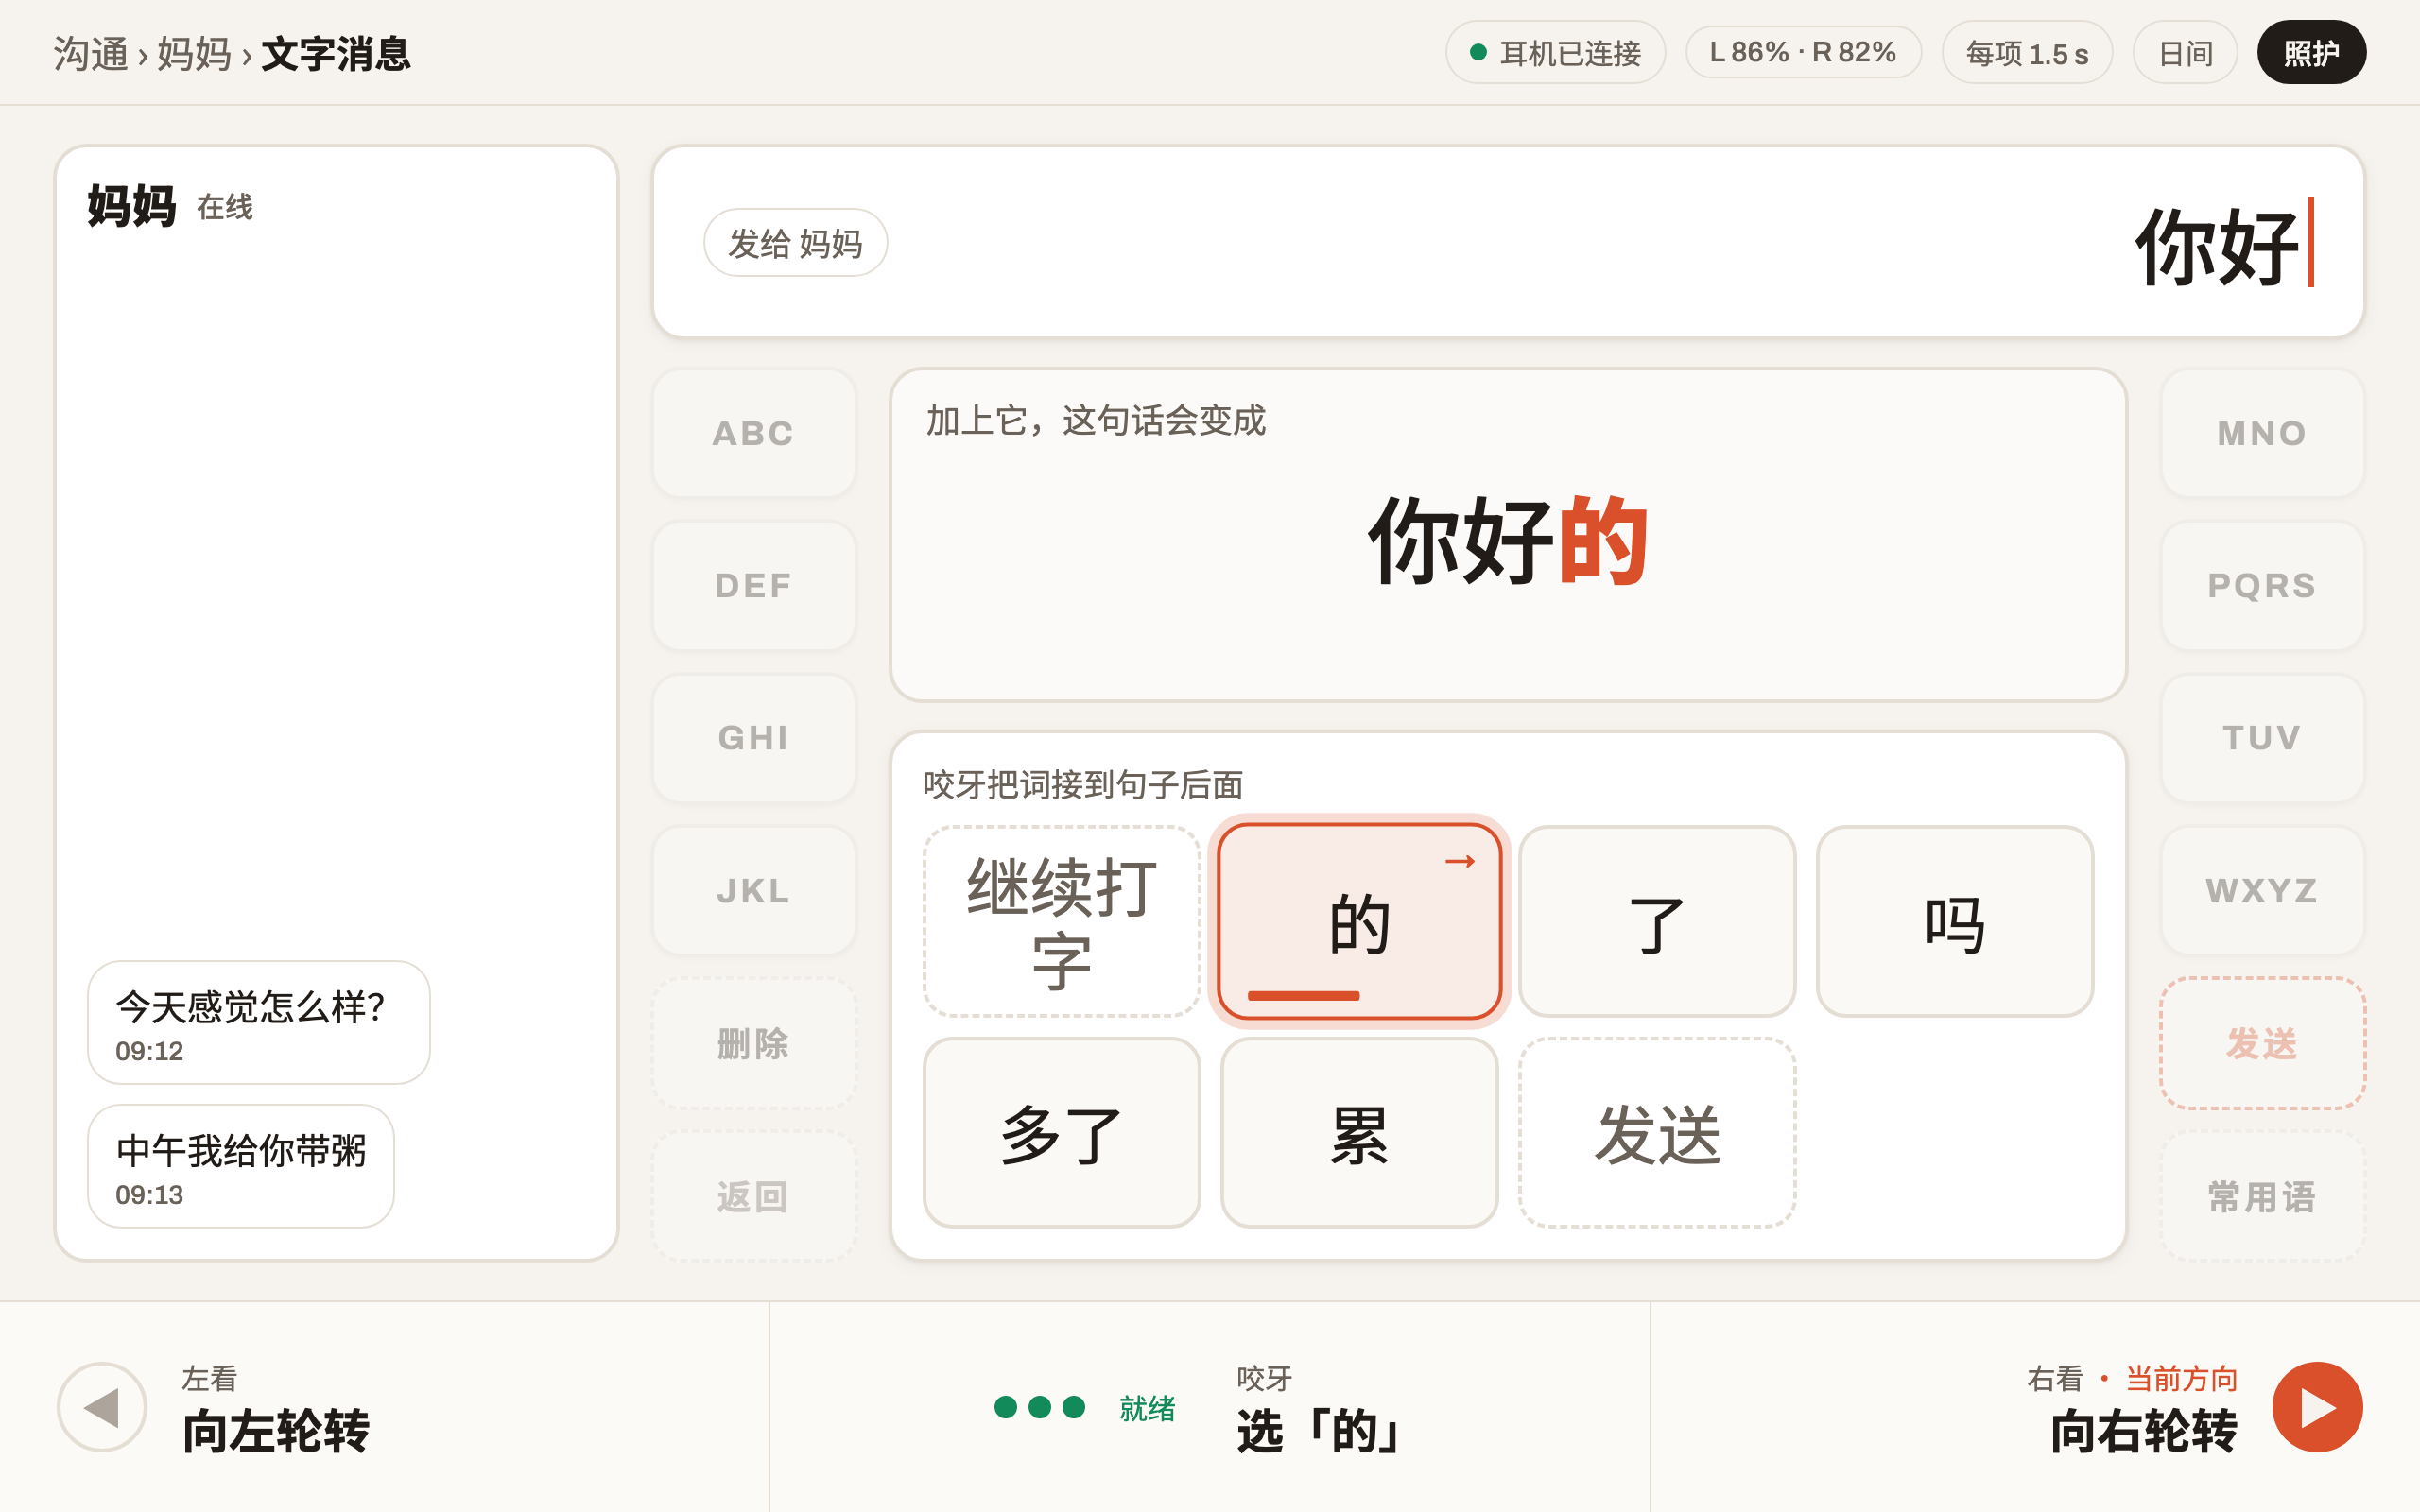 沟通 › 妈妈 › 文字消息
耳机已连接
L 86% · R 82%
每项 1.5 s
日间
照护
妈妈 在线
今天感觉怎么样？
09:12
中午我给你带粥
09:13
发给 妈妈
你好
ABC
DEF
GHI
JKL
删除
返回
加上它，这句话会变成
你好的
咬牙把词接到句子后面
继续打
字
的 →
了
吗
多了
累
发送
MNO
PQRS
TUV
WXYZ
发送
常用语
左看
向左轮转
就绪
咬牙
选「的」
右看 • 当前方向
向右轮转